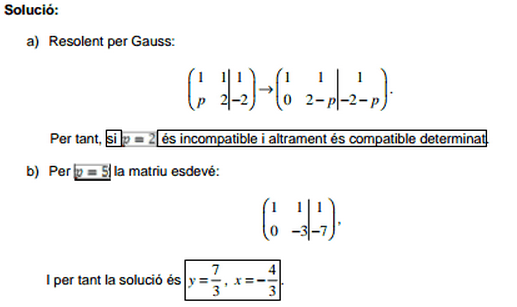 Solució:
a) Resolent per Gauss:
(1 1 | 1
p 2 | -2) → (1 1 | 1
0 2-p | -2-p).
Per tant, si p = 2 és incompatible i altrament és compatible determinat.
b) Per p = 5 la matriu esdevé:
(1 1 | 1
0 -3 | -7),
I per tant la solució és y = 7/3, x = -4/3.